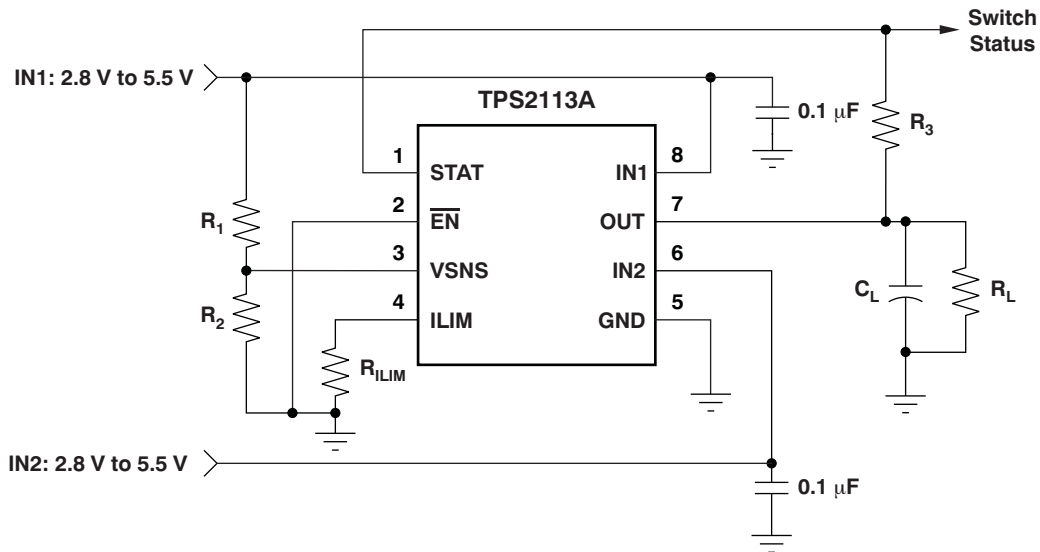 Switch
Status
IN1: 2.8 V to 5.5 V
TPS2113A
0.1 μF
R3
1
STAT
IN1
8
R1
2
EN
OUT
7
3
VSNS
IN2
6
CL
RL
R2
4
ILIM
GND
5
RILIM
IN2: 2.8 V to 5.5 V
0.1 μF